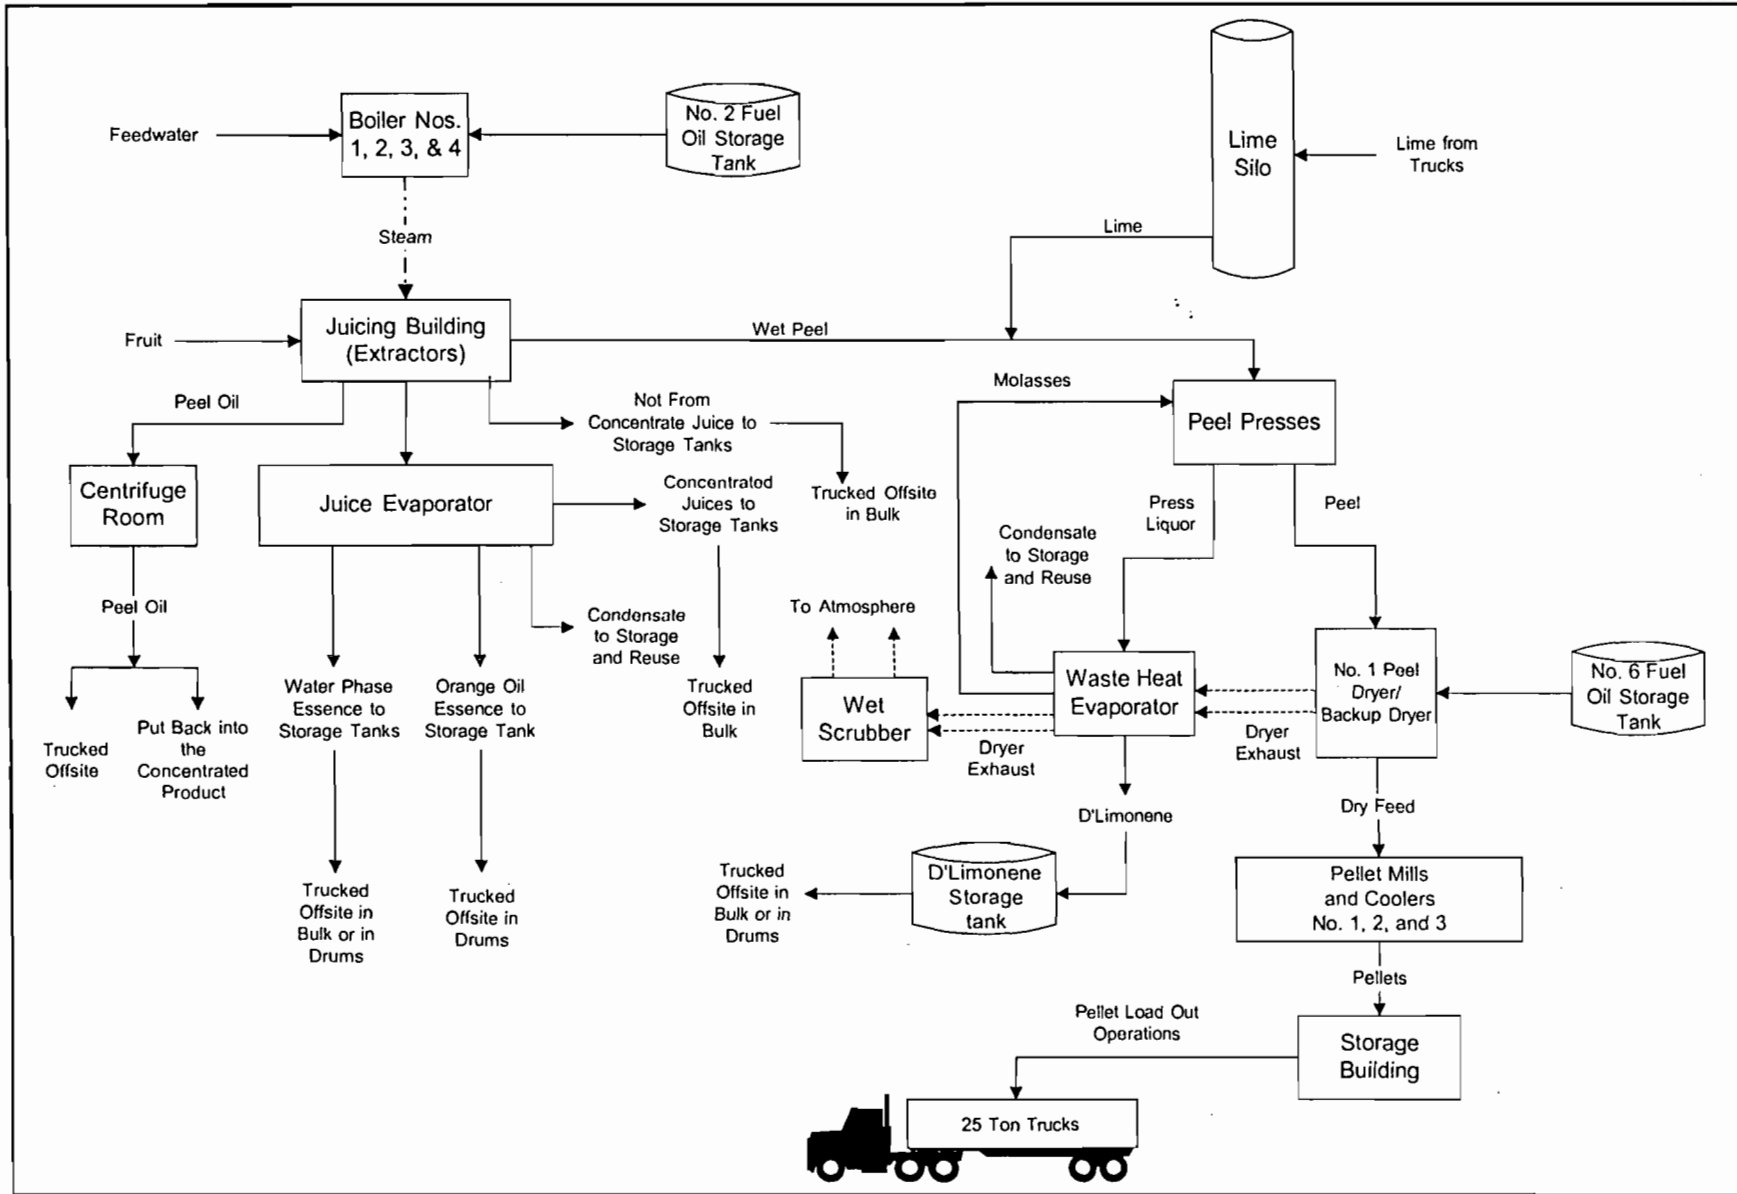 Feedwater
Boiler Nos.
1, 2, 3, & 4
No. 2 Fuel
Oil Storage
Tank
Lime
Silo
Lime from
Trucks
Steam
Lime
Fruit
Juicing Building
(Extractors)
Wet Peel
Peel Oil
Not From
Concentrate Juice to
Storage Tanks
Molasses
Peel Presses
Centrifuge
Room
Juice Evaporator
Concentrated
Juices to
Storage Tanks
Trucked Offsite
in Bulk
Press
Liquor
Peel
Condensate
to Storage
and Reuse
Peel Oil
Condensate
to Storage
and Reuse
To Atmosphere
Trucked
Offsite
Put Back into
the
Concentrated
Product
Water Phase
Essence to
Storage Tanks
Orange Oil
Essence to
Storage Tank
Trucked
Offsite in
Bulk
Wet
Scrubber
Dryer
Exhaust
Waste Heat
Evaporator
Dryer
Exhaust
No. 1 Peel
Dryer/
Backup Dryer
No. 6 Fuel
Oil Storage
Tank
D'Limonene
Dry Feed
Trucked
Offsite in
Bulk or in
Drums
Trucked
Offsite in
Drums
Trucked
Offsite in
Bulk or in
Drums
D'Limonene
Storage
tank
Pellet Mills
and Coolers
No. 1, 2, and 3
Pellets
Pellet Load Out
Operations
Storage
Building
25 Ton Trucks